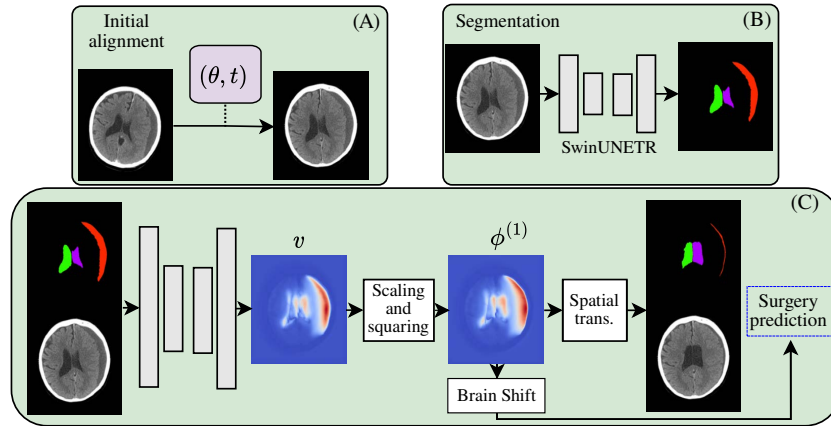 Initial
alignment
(A)
(θ, t)
Segmentation
(B)
SwinUNETR
(C)
v
Scaling
and
squaring
ϕ⁽¹⁾
Spatial
trans.
Surgery
prediction
Brain Shift